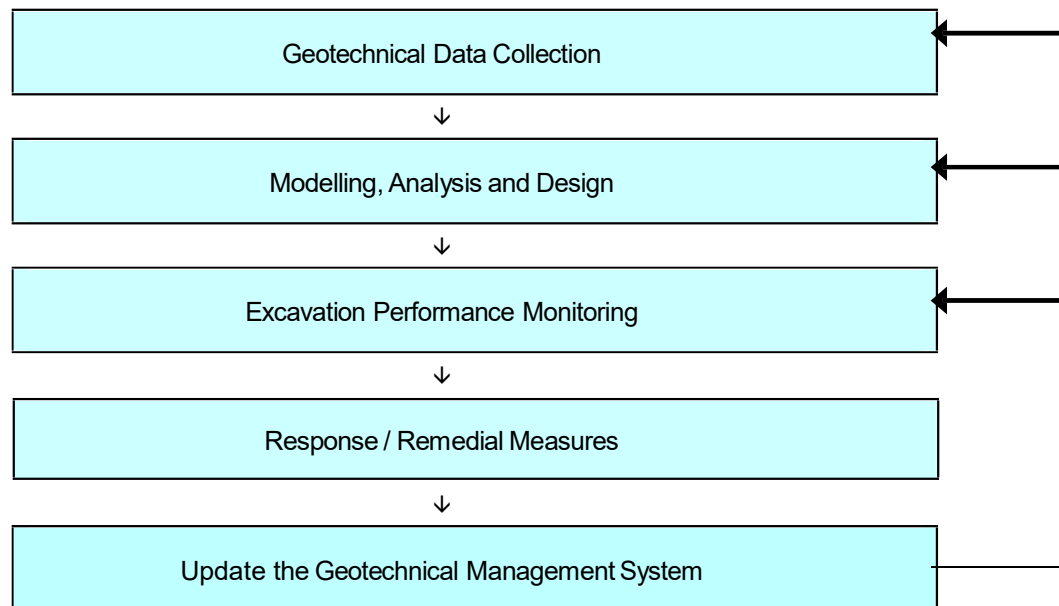 Geotechnical Data Collection
Modelling, Analysis and Design
Excavation Performance Monitoring
Response / Remedial Measures
Update the Geotechnical Management System